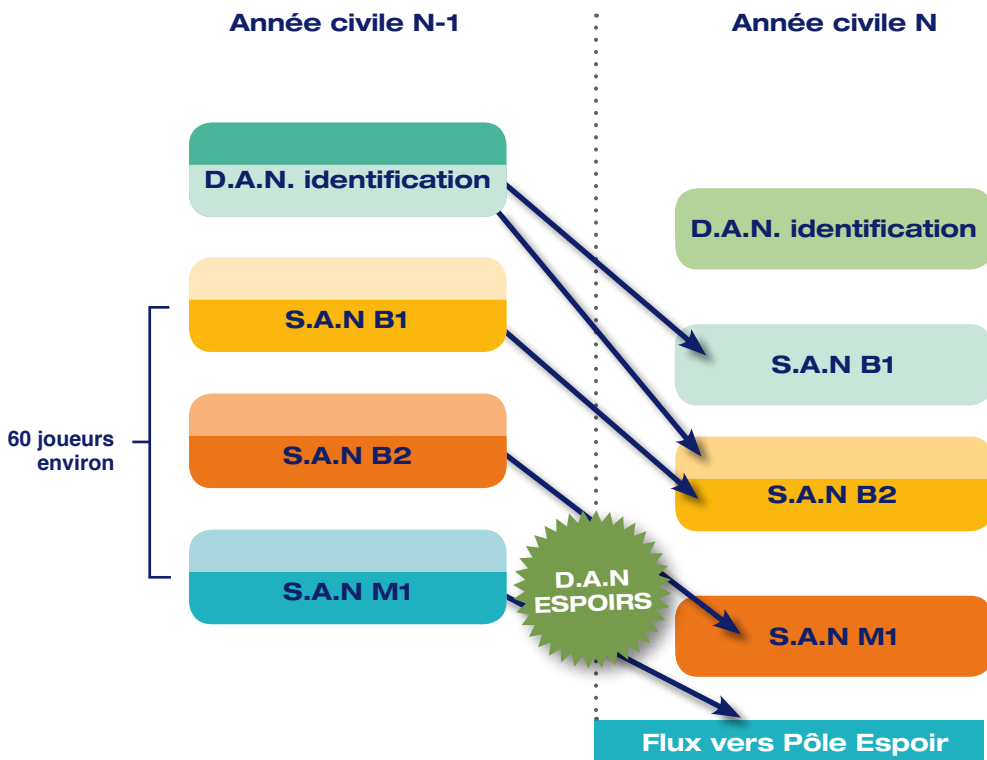 Année civile N-1
Année civile N
D.A.N. identification
D.A.N. identification
S.A.N B1
S.A.N B1
60 joueurs
environ
S.A.N B2
S.A.N B2
D.A.N
ESPOIRS
S.A.N M1
S.A.N M1
Flux vers Pôle Espoir